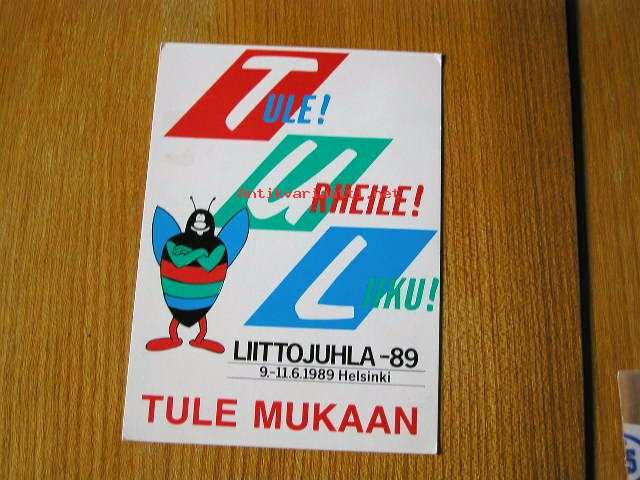 TULE!
URHEILE!
LIIKU!
LIITTOJUHLA -89
9.-11.6.1989 Helsinki
TULE MUKAAN